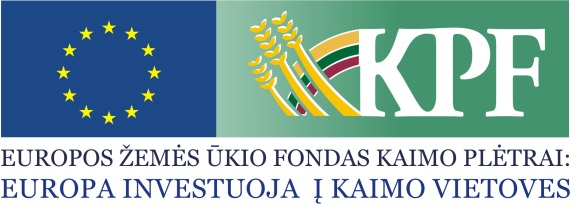 KPF
EUROPOS ŽEMĖS ŪKIO FONDAS KAIMO PLĖTRAI:
EUROPA INVESTUOJA Į KAIMO VIETOVES